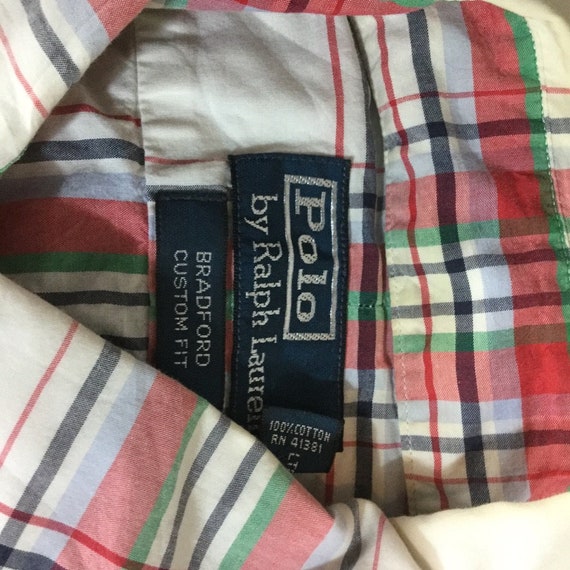 Polo
by Ralph Lauren
BRADFORD
CUSTOM FIT
100% COTTON
RN 41381